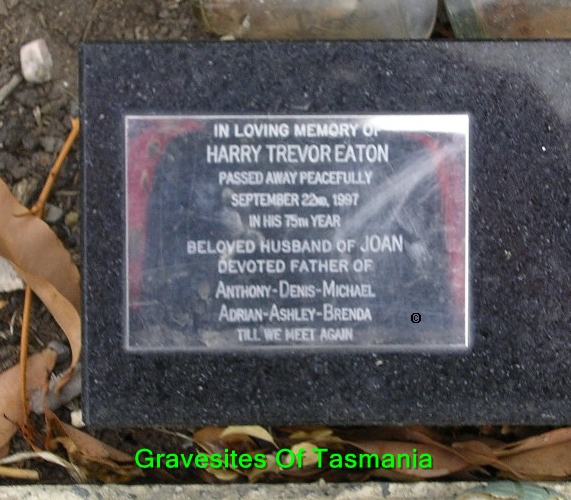 IN LOVING MEMORY OF
HARRY TREVOR EATON
PASSED AWAY PEACEFULLY
SEPTEMBER 22ND, 1997
IN HIS 75TH YEAR
BELOVED HUSBAND OF JOAN
DEVOTED FATHER OF
ANTHONY-DENIS-MICHAEL
ADRIAN-ASHLEY-BRENDA
TILL WE MEET AGAIN
©
Gravesites Of Tasmania